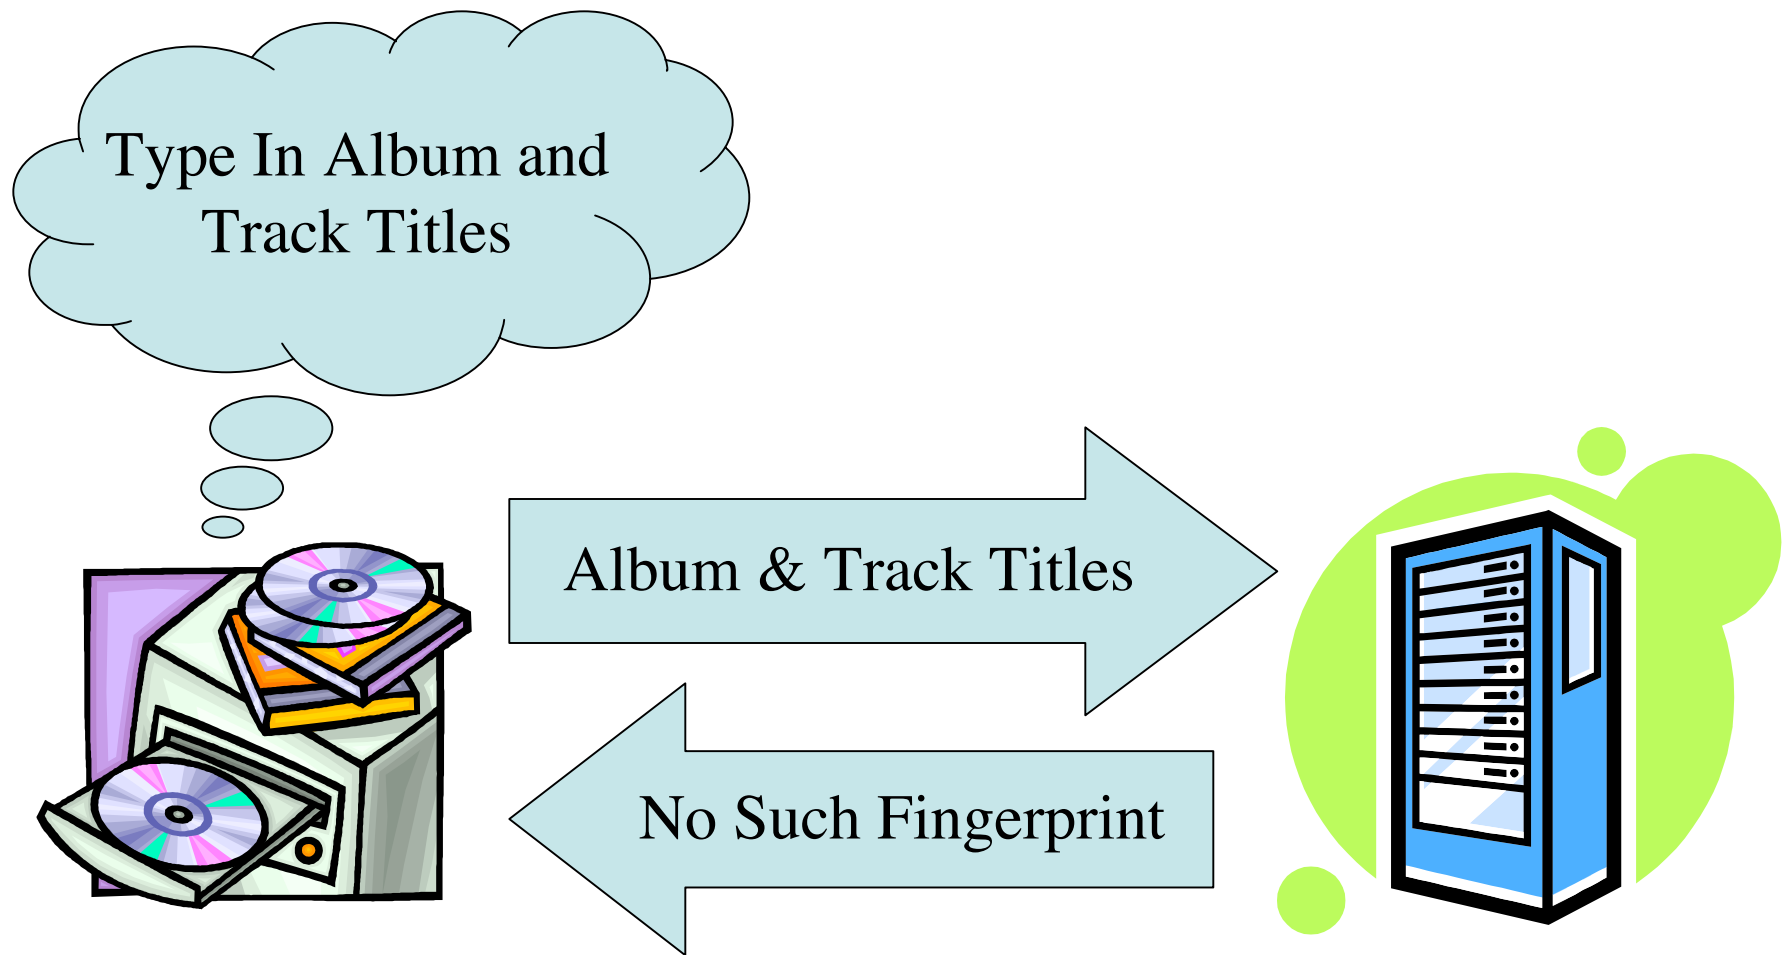 Type In Album and
Track Titles
Album & Track Titles
No Such Fingerprint